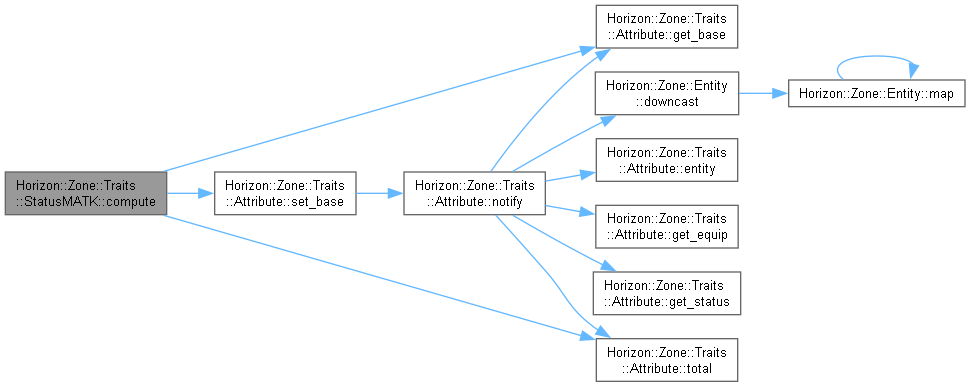 Horizon::Zone::Traits
::StatusMATK::compute
Horizon::Zone::Traits
::Attribute::set_base
Horizon::Zone::Traits
::Attribute::notify
Horizon::Zone::Traits
::Attribute::get_base
Horizon::Zone::Entity
::downcast
Horizon::Zone::Entity::map
Horizon::Zone::Traits
::Attribute::entity
Horizon::Zone::Traits
::Attribute::get_equip
Horizon::Zone::Traits
::Attribute::get_status
Horizon::Zone::Traits
::Attribute::total